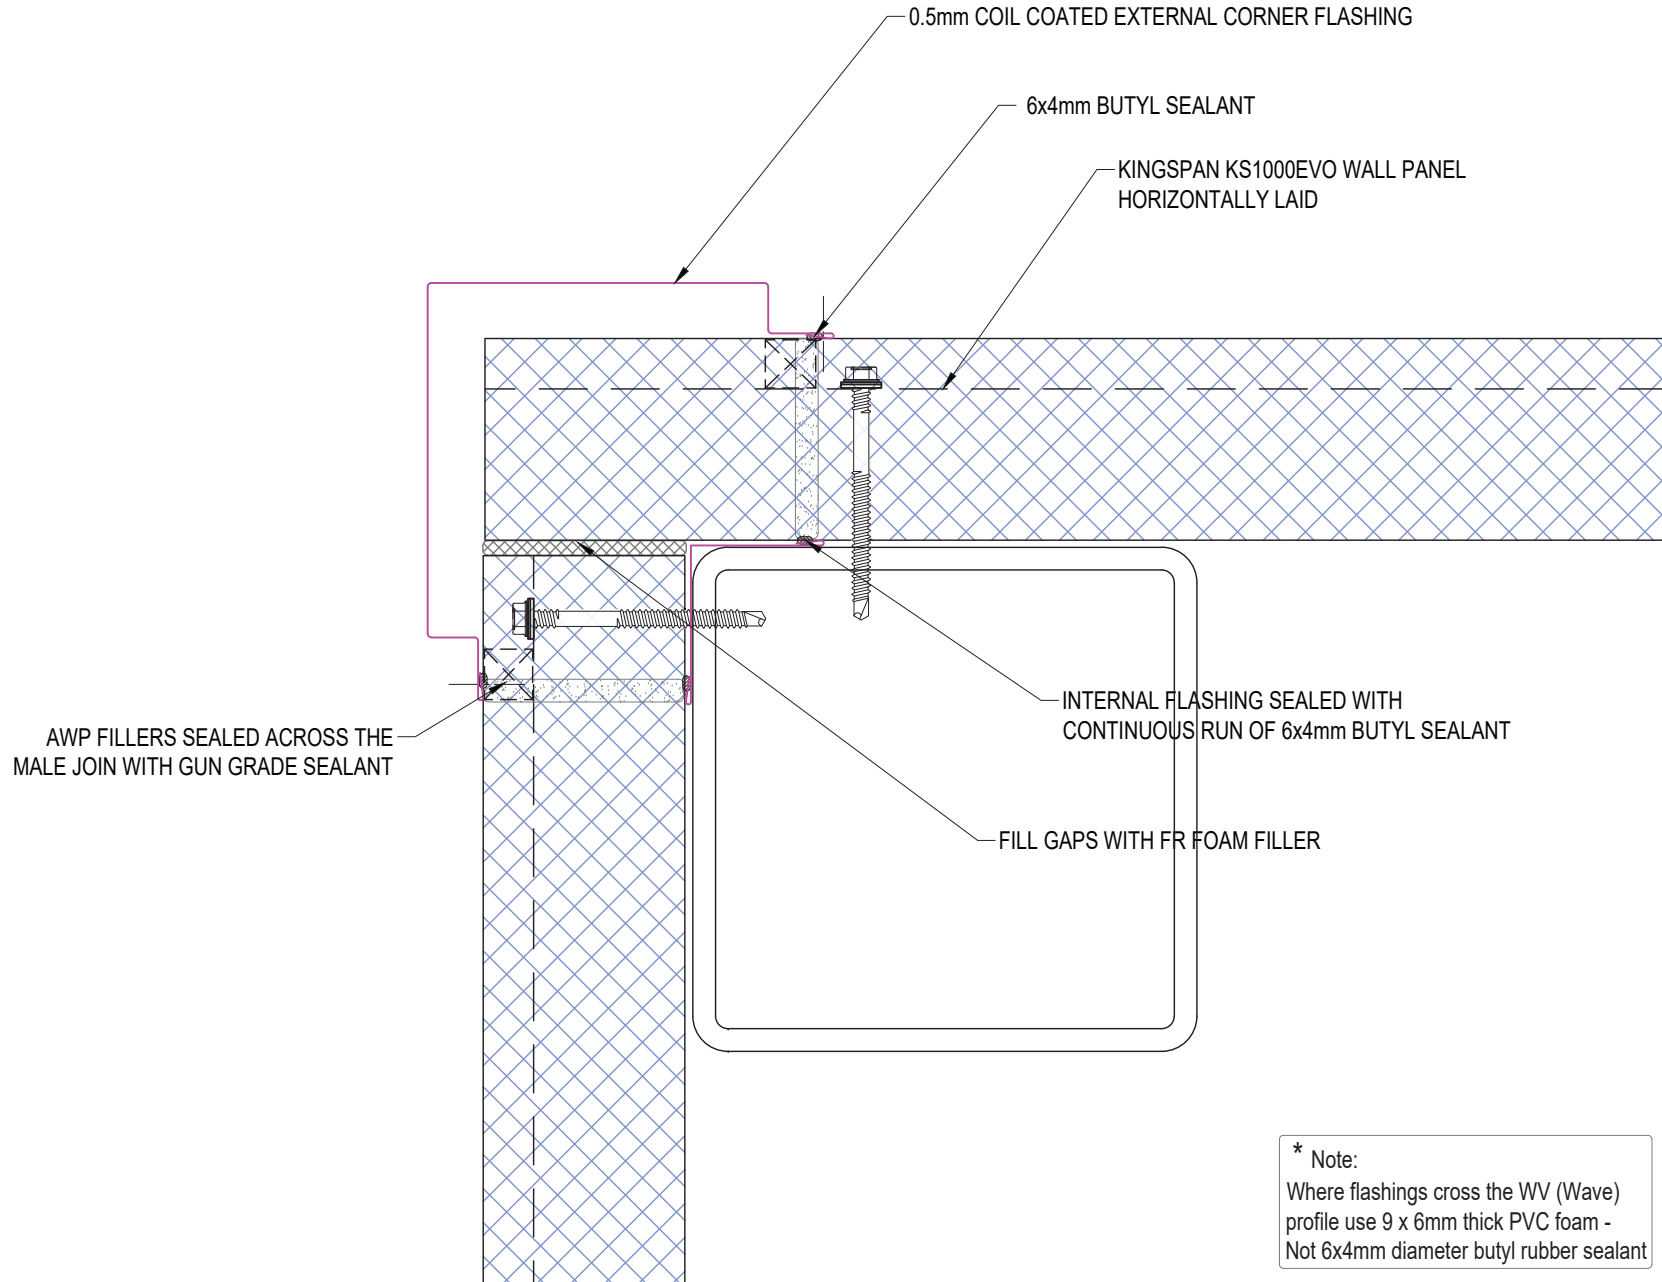 0.5mm COIL COATED EXTERNAL CORNER FLASHING
6x4mm BUTYL SEALANT
KINGSPAN KS1000EVO WALL PANEL
HORIZONTALLY LAID
INTERNAL FLASHING SEALED WITH
CONTINUOUS RUN OF 6x4mm BUTYL SEALANT
AWP FILLERS SEALED ACROSS THE
MALE JOIN WITH GUN GRADE SEALANT
FILL GAPS WITH FR FOAM FILLER
* Note:
Where flashings cross the WV (Wave)
profile use 9 x 6mm thick PVC foam -
Not 6x4mm diameter butyl rubber sealant